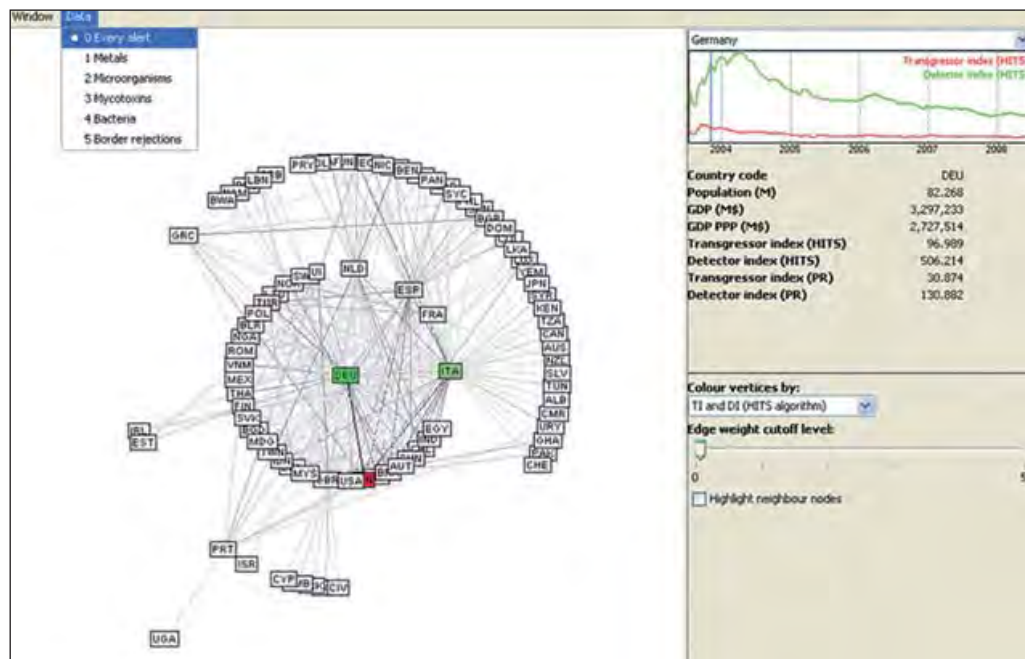 Window Data
0 Every alert
1 Metals
2 Microorganisms
3 Mycotoxins
4 Bacteria
5 Border rejections
Germany
Transgressor index (HITS
Detector index (HITS
2004 2005 2006 2007 2008
Country code DEU
Population (M) 82.268
GDP (M$) 3,297,233
GDP PPP (M$) 2,727,514
Transgressor index (HITS) 96.989
Detector index (HITS) 506.214
Transgressor index (PR) 30.874
Detector index (PR) 130.882
Colour vertices by:
TI and DI (HITS algorithm)
Edge weight cutoff level:
0 5
Highlight neighbour nodes
PRY
NIC
PAN
LBN
BWA
SYC
GRC
DOM
LKA
YEM
NLD
JPN
ESP
KEN
FRA
TZA
POL
CAN
BLR
AUS
NGA
ROM
NZL
VNM
DEU
ITA
SLV
MEX
TUN
THA
ALB
FIN
CMR
SVK
URY
IRL
EGY
EST
GHA
MDG
AUT
CHE
MYS
USA
PRT
ISR
CYP
CIV
UGA